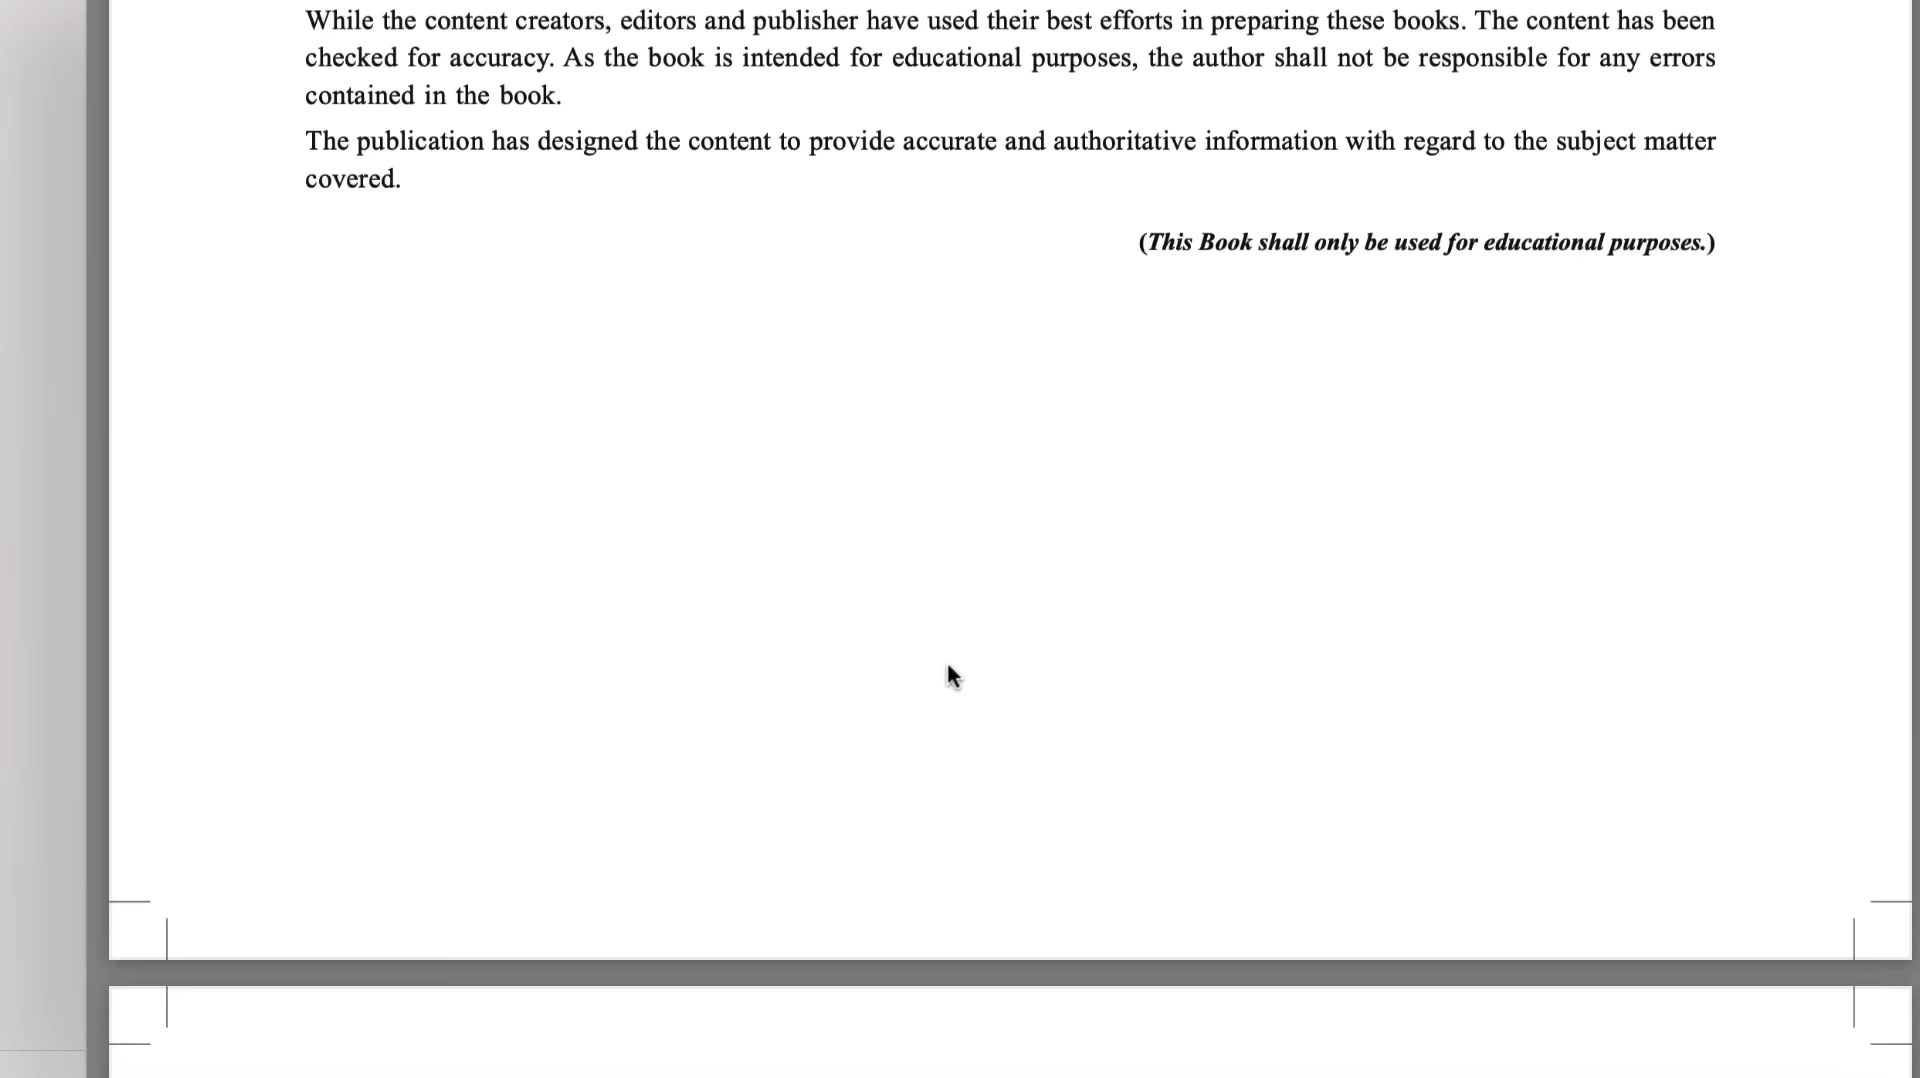 While the content creators, editors and publisher have used their best efforts in preparing these books. The content has been
checked for accuracy. As the book is intended for educational purposes, the author shall not be responsible for any errors
contained in the book.
The publication has designed the content to provide accurate and authoritative information with regard to the subject matter
covered.
(This Book shall only be used for educational purposes.)